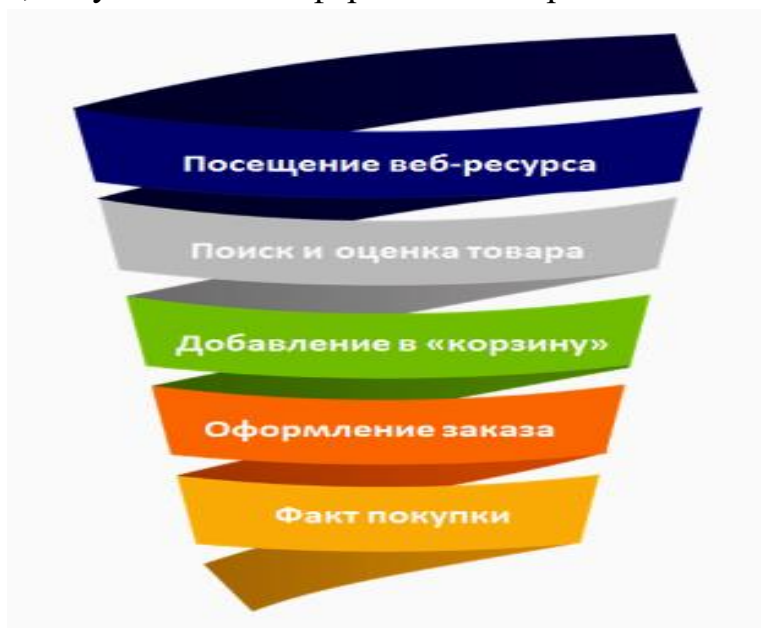 Посещение веб-ресурса
Поиск и оценка товара
Добавление в «корзину»
Оформление заказа
Факт покупки